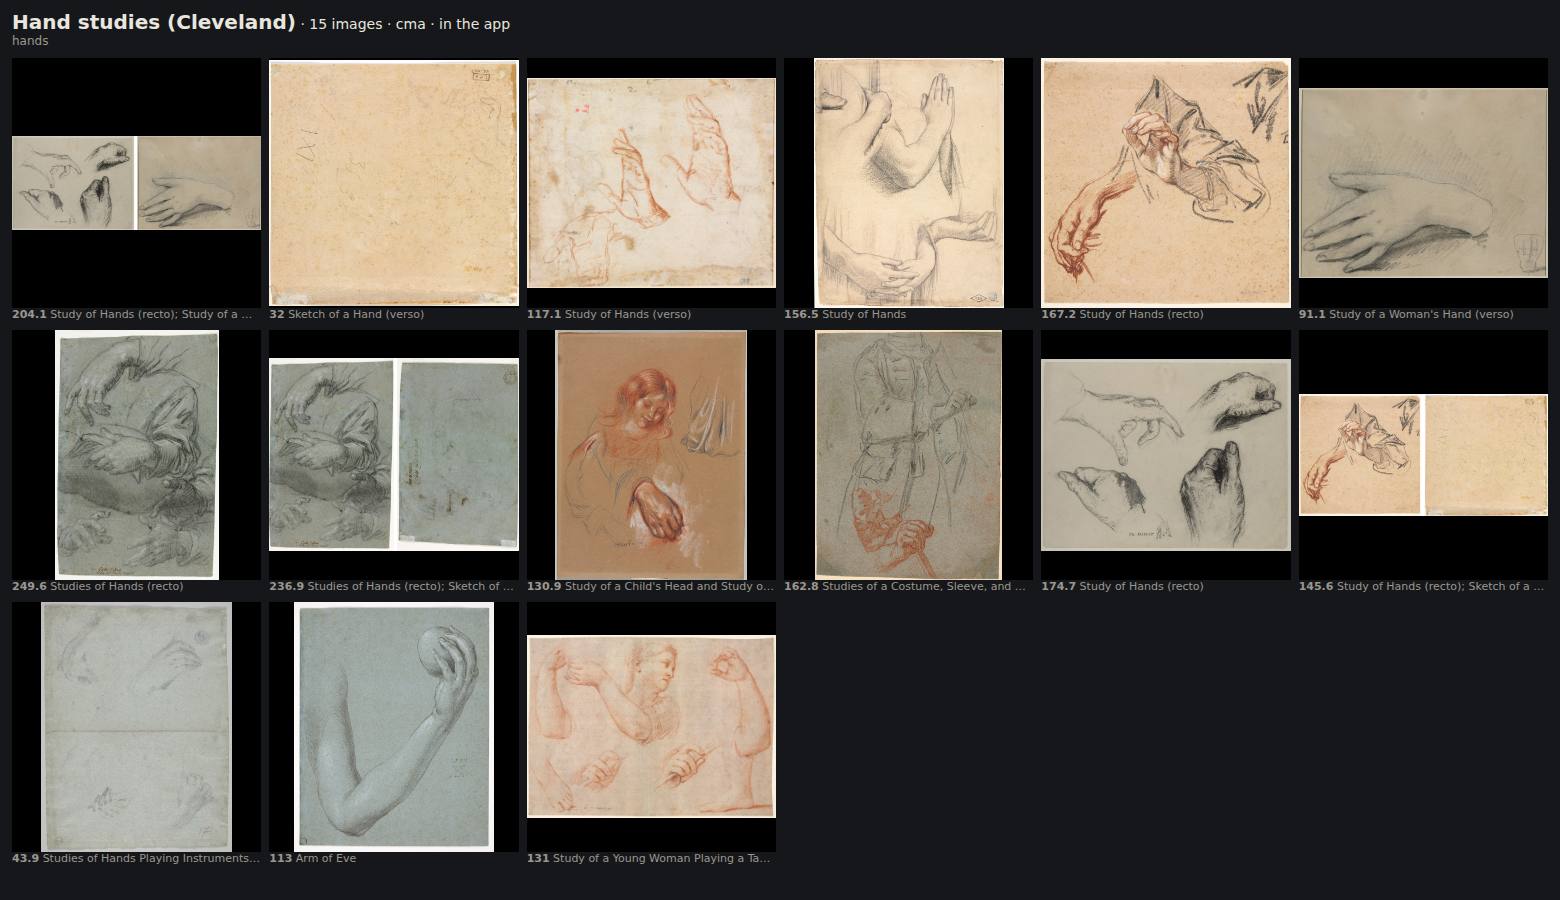 Hand studies (Cleveland) · 15 images · cma · in the app
hands
204.1 Study of Hands (recto); Study of a ...
32 Sketch of a Hand (verso)
117.1 Study of Hands (verso)
156.5 Study of Hands
167.2 Study of Hands (recto)
91.1 Study of a Woman's Hand (verso)
249.6 Studies of Hands (recto)
236.9 Studies of Hands (recto); Sketch of ...
130.9 Study of a Child's Head and Study o...
162.8 Studies of a Costume, Sleeve, and ...
174.7 Study of Hands (recto)
145.6 Study of Hands (recto); Sketch of a ...
43.9 Studies of Hands Playing Instruments...
113 Arm of Eve
131 Study of a Young Woman Playing a Ta...